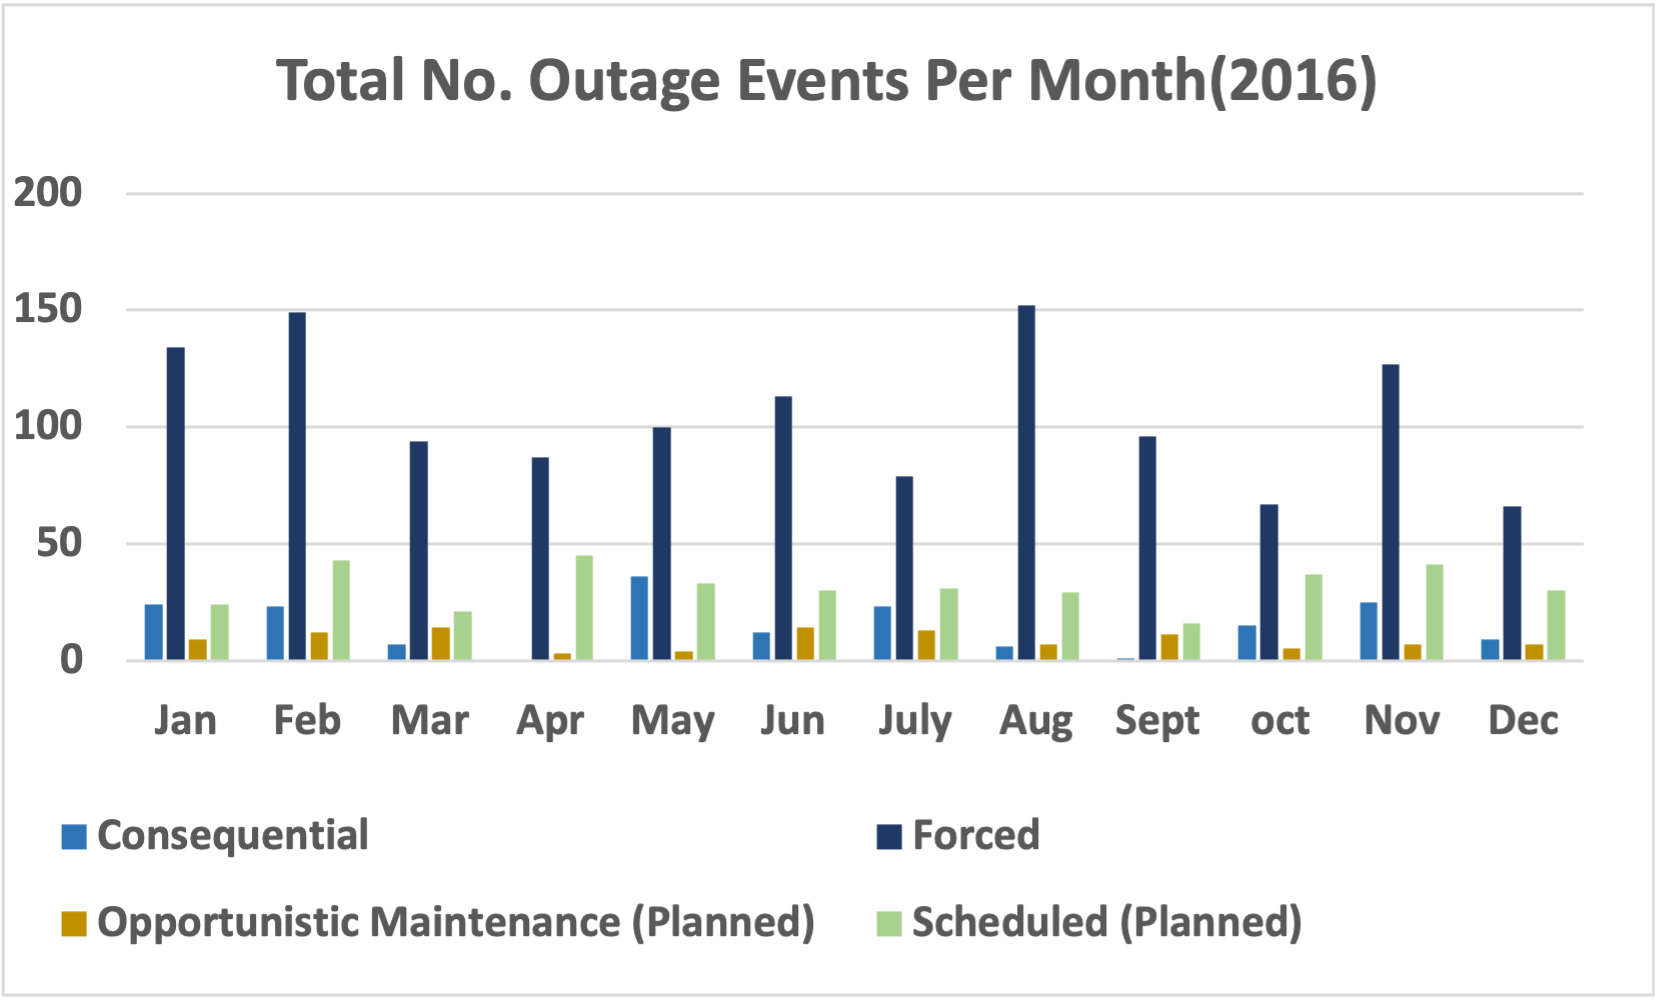 Total No. Outage Events Per Month(2016)
200
150
100
50
0
Jan Feb Mar Apr May Jun July Aug Sept oct Nov Dec
Consequential Forced
Opportunistic Maintenance (Planned) Scheduled (Planned)